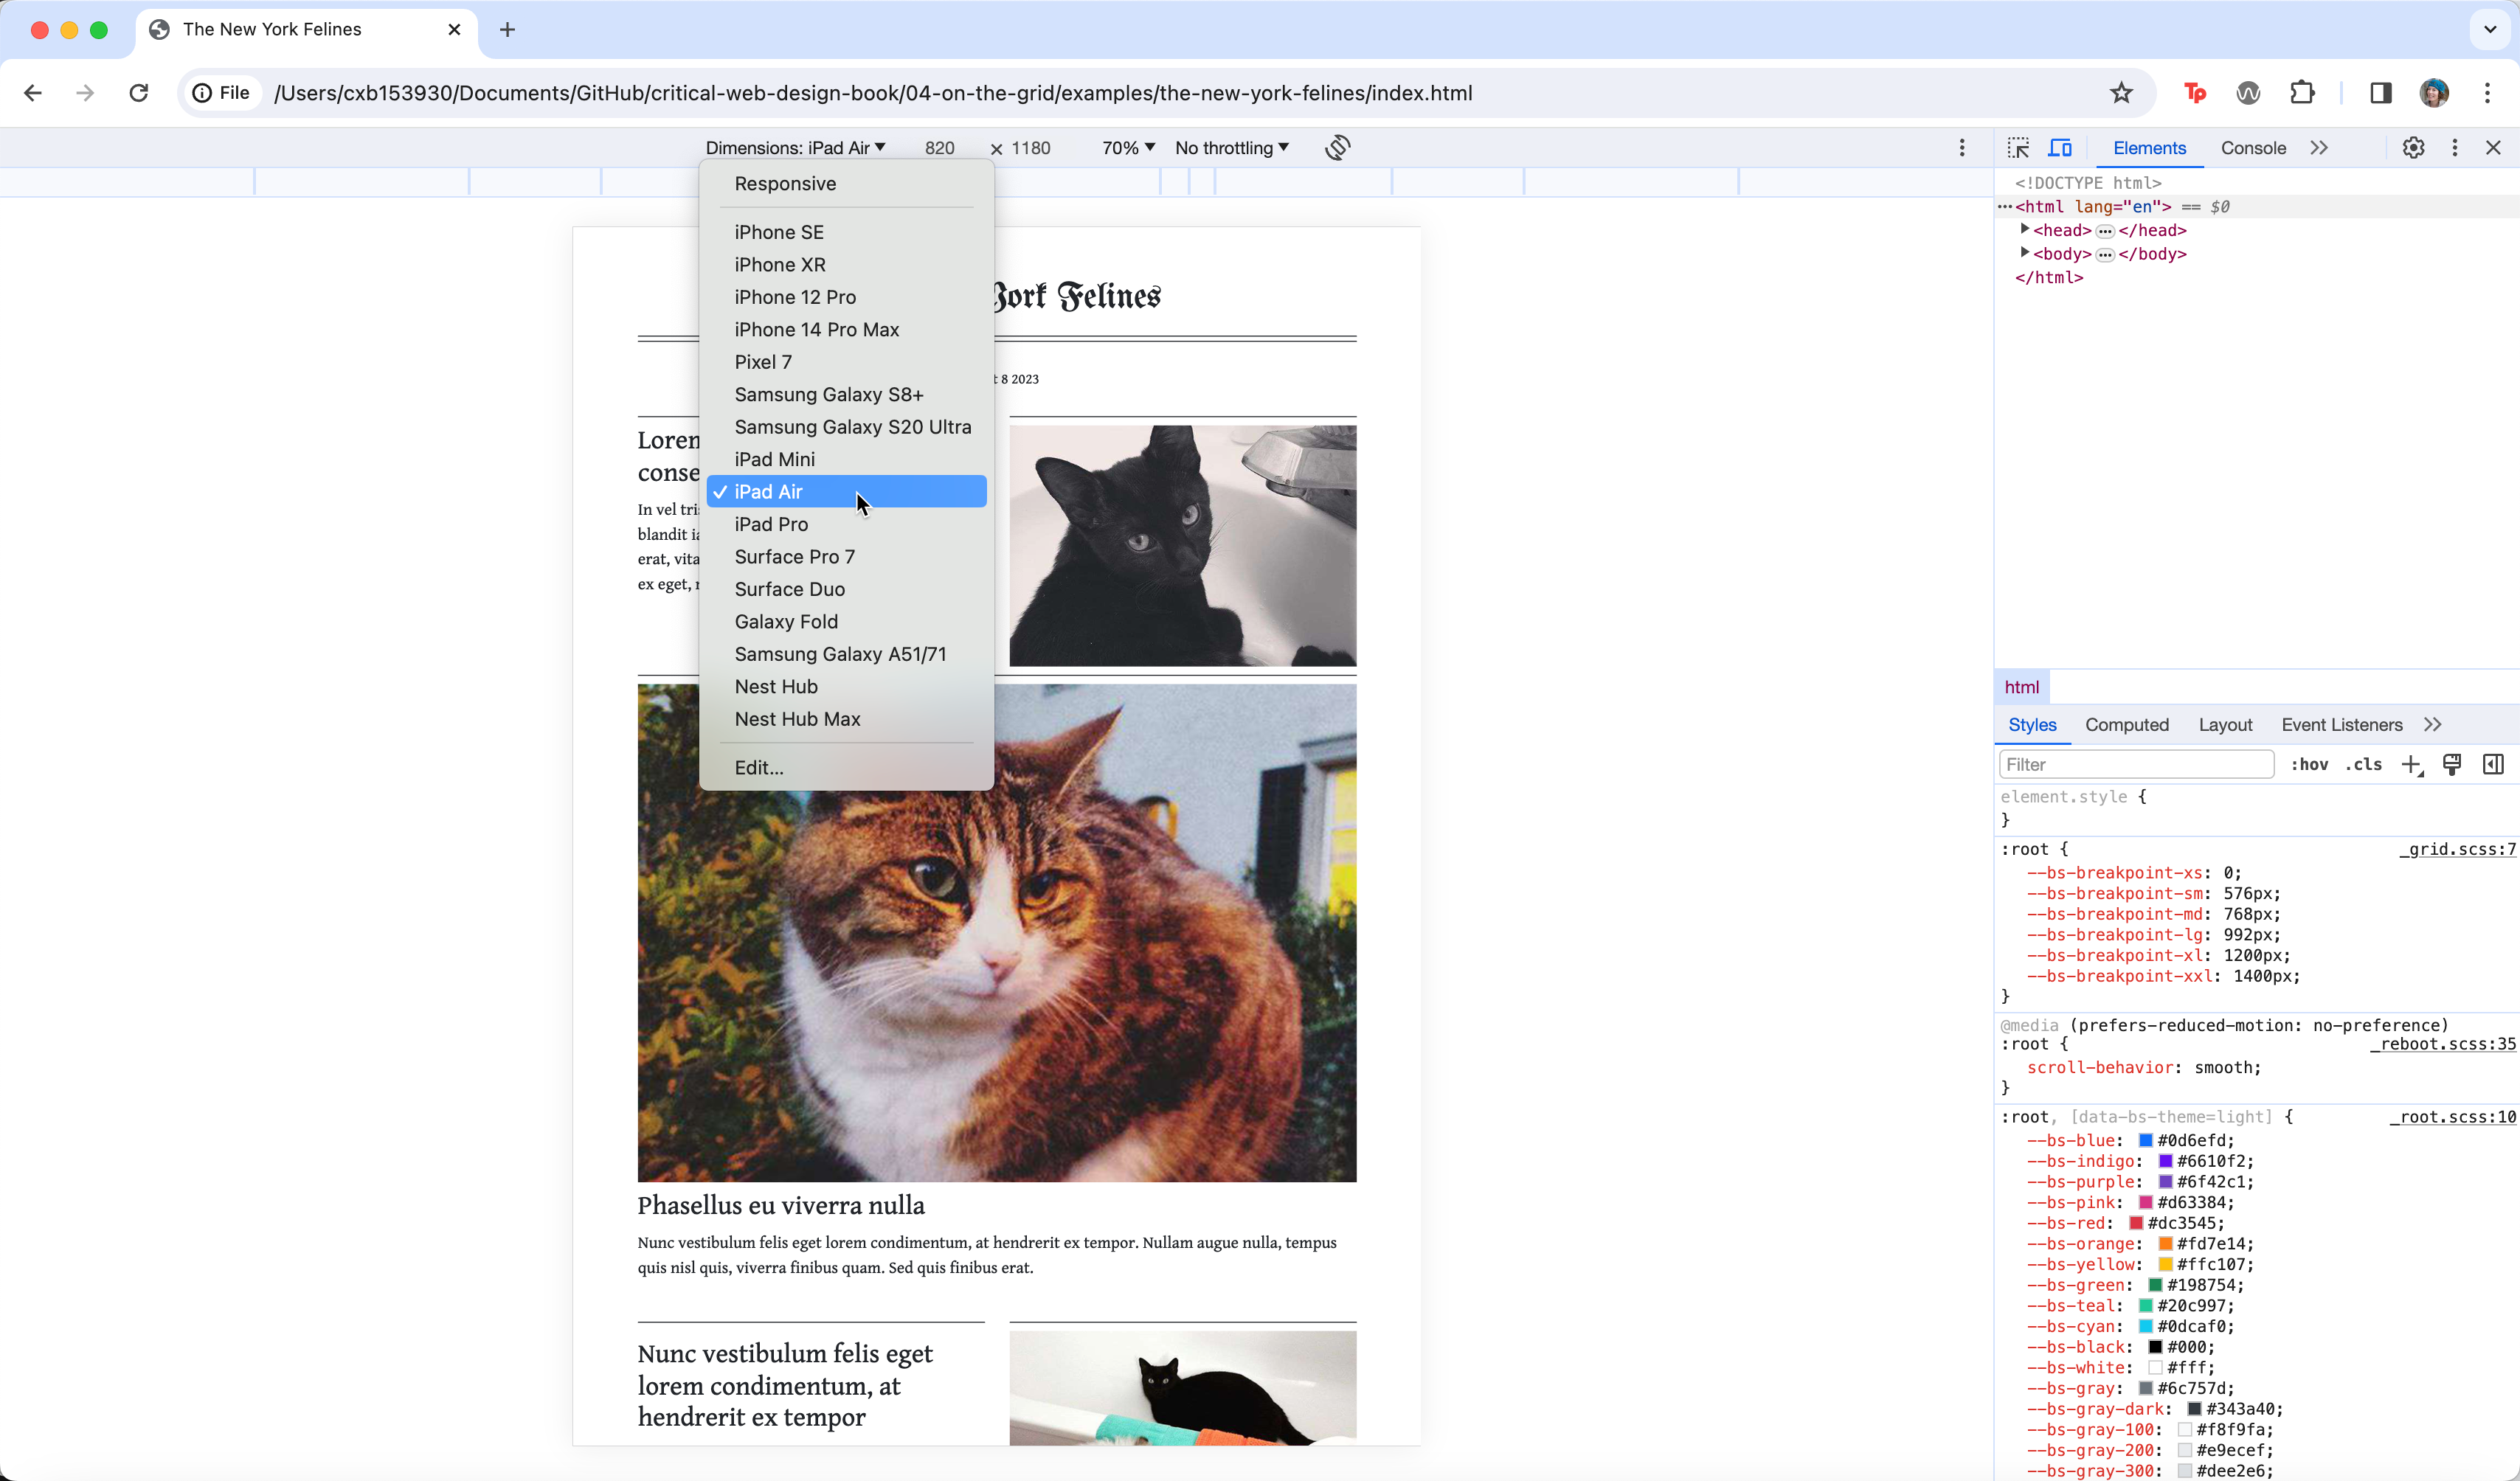 The New York Felines
File /Users/cxb153930/Documents/GitHub/critical-web-design-book/04-on-the-grid/examples/the-new-york-felines/index.html
Tp
Dimensions: iPad Air 820 × 1180 70% No throttling
Responsive
iPhone SE
iPhone XR
iPhone 12 Pro
iPhone 14 Pro Max
Pixel 7
Samsung Galaxy S8+
Samsung Galaxy S20 Ultra
iPad Mini
✓ iPad Air
iPad Pro
Surface Pro 7
Surface Duo
Galaxy Fold
Samsung Galaxy A51/71
Nest Hub
Nest Hub Max
Edit...
York Felines
t 8 2023
Lorem
conse
In vel tri
blandit ia
erat, vita
ex eget,
Phasellus eu viverra nulla
Nunc vestibulum felis eget lorem condimentum, at hendrerit ex tempor. Nullam augue nulla, tempus
quis nisl quis, viverra finibus quam. Sed quis finibus erat.
Nunc vestibulum felis eget
lorem condimentum, at
hendrerit ex tempor
Elements Console
<!DOCTYPE html>
<html lang="en"> == $0
<head> </head>
<body> </body>
</html>
html
Styles Computed Layout Event Listeners
Filter :hov .cls
element.style {
}
:root { _grid.scss:7
--bs-breakpoint-xs: 0;
--bs-breakpoint-sm: 576px;
--bs-breakpoint-md: 768px;
--bs-breakpoint-lg: 992px;
--bs-breakpoint-xl: 1200px;
--bs-breakpoint-xxl: 1400px;
}
@media (prefers-reduced-motion: no-preference)
:root { _reboot.scss:35
scroll-behavior: smooth;
}
:root, [data-bs-theme=light] { _root.scss:10
--bs-blue: #0d6efd;
--bs-indigo: #6610f2;
--bs-purple: #6f42c1;
--bs-pink: #d63384;
--bs-red: #dc3545;
--bs-orange: #fd7e14;
--bs-yellow: #ffc107;
--bs-green: #198754;
--bs-teal: #20c997;
--bs-cyan: #0dcaf0;
--bs-black: #000;
--bs-white: #fff;
--bs-gray: #6c757d;
--bs-gray-dark: #343a40;
--bs-gray-100: #f8f9fa;
--bs-gray-200: #e9ecef;
--bs-gray-300: #dee2e6;